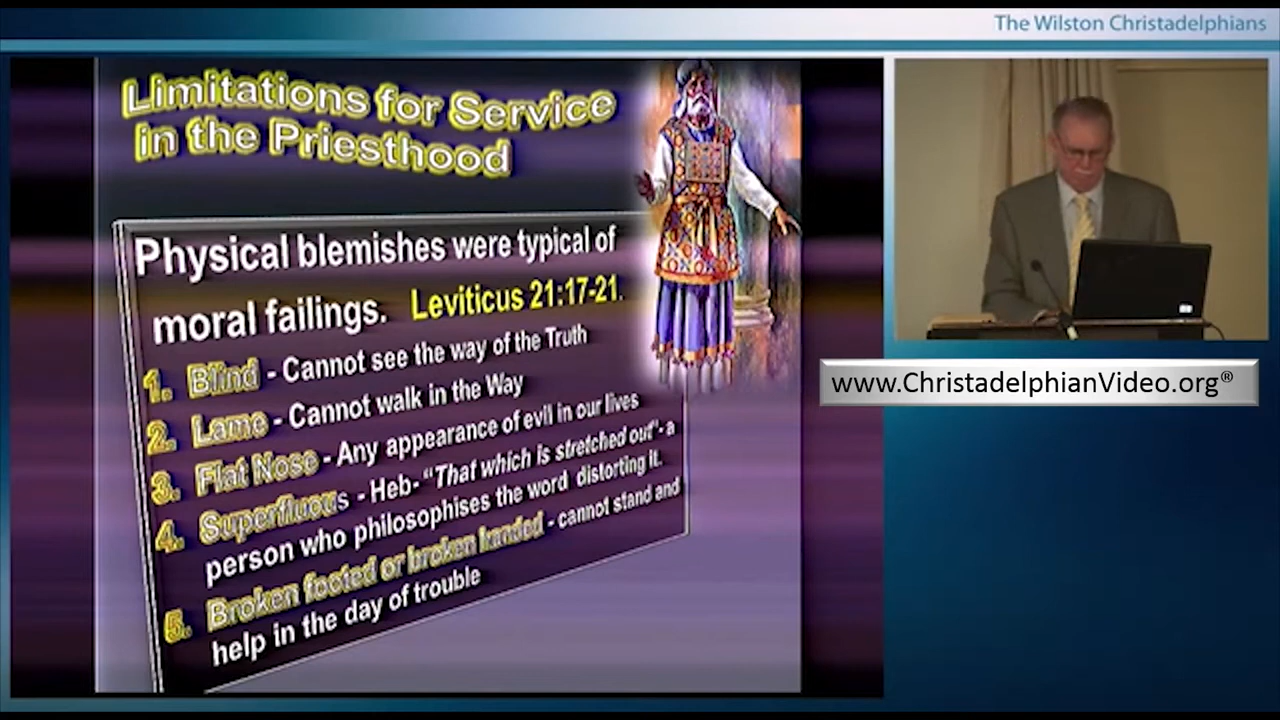 The Wilston Christadelphians
Limitations for Service
in the Priesthood
Physical blemishes were typical of
moral failings. Leviticus 21:17-21.
1. Blind - Cannot see the way of the Truth
2. Lame - Cannot walk in the Way
3. Flat Nose - Any appearance of evil in our lives
4. Superfluous - Heb- “That which is stretched out”- a
person who philosophises the word distorting it.
5. Broken footed or broken handed - cannot stand and
help in the day of trouble
www.ChristadelphianVideo.org®